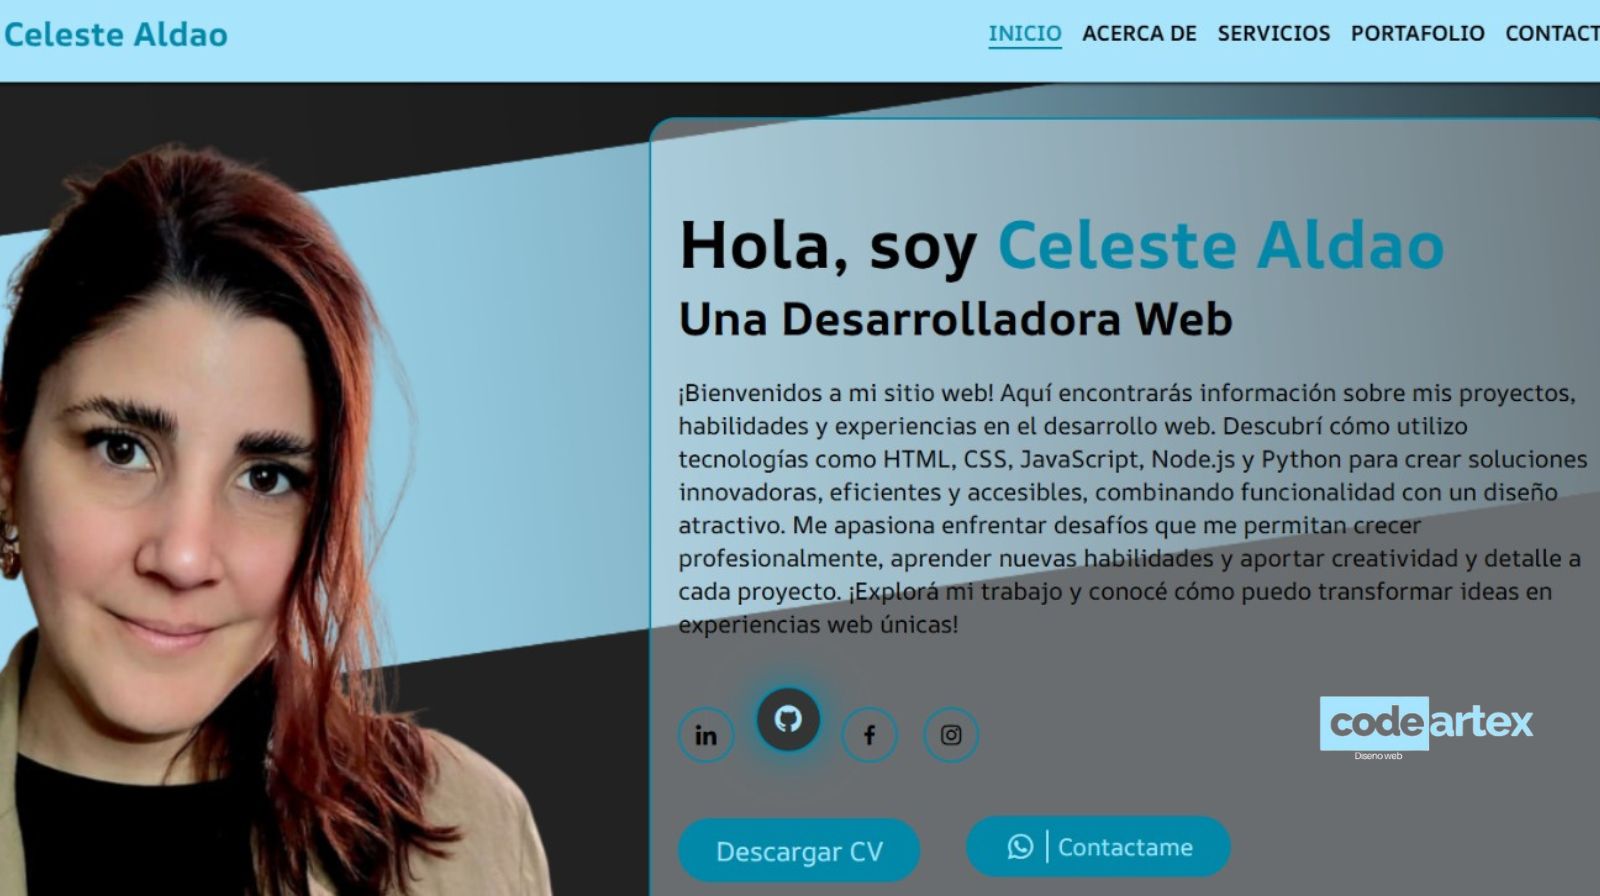 Celeste Aldao
INICIO ACERCA DE SERVICIOS PORTAFOLIO CONTACT
Hola, soy Celeste Aldao
Una Desarrolladora Web
¡Bienvenidos a mi sitio web! Aquí encontrarás información sobre mis proyectos,
habilidades y experiencias en el desarrollo web. Descubrí cómo utilizo
tecnologías como HTML, CSS, JavaScript, Node.js y Python para crear soluciones
innovadoras, eficientes y accesibles, combinando funcionalidad con un diseño
atractivo. Me apasiona enfrentar desafíos que me permitan crecer
profesionalmente, aprender nuevas habilidades y aportar creatividad y detalle a
cada proyecto. ¡Explorá mi trabajo y conocé cómo puedo transformar ideas en
experiencias web únicas!
in
f
codeartex
Diseno web
Descargar CV
Contactame